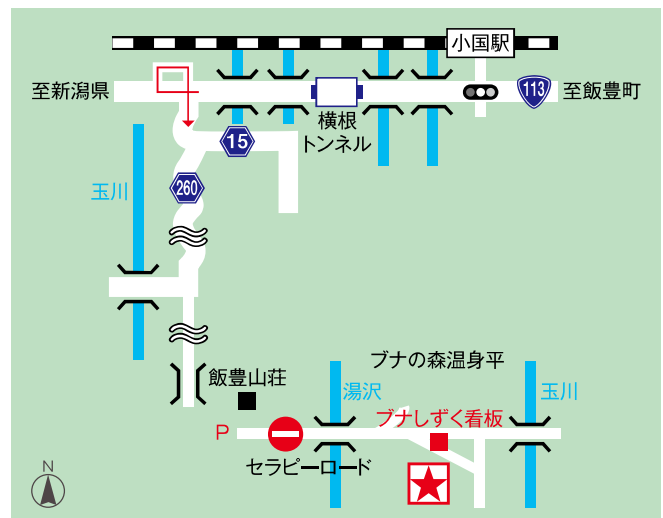 小国駅
至新潟県
113
至飯豊町
横根
トンネル
15
玉川
260
ブナの森温身平
飯豊山荘
湯沢
玉川
ブナしずく看板
P
セラピーロード
N